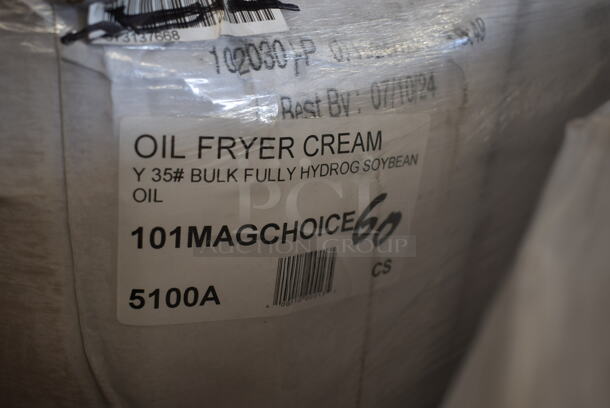 3137668
102030
Best By: 07/10/24
OIL FRYER CREAM
Y 35# BULK FULLY HYDROG SOYBEAN
OIL
PCI
AUCTION GROUP
101MAGCHOICE 60
CS
5100A